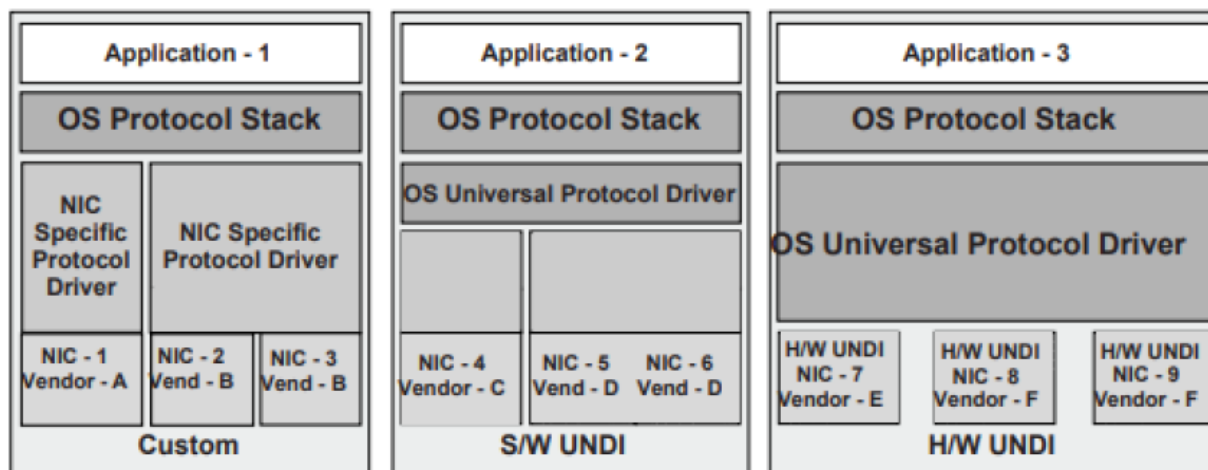 Application - 1
OS Protocol Stack
NIC
Specific
Protocol
Driver
NIC Specific
Protocol Driver
NIC - 1
Vendor - A
NIC - 2
Vend - B
NIC - 3
Vend - B
Custom
Application - 2
OS Protocol Stack
OS Universal Protocol Driver
NIC - 4
Vendor - C
NIC - 5
Vend - D
NIC - 6
Vend - D
S/W UNDI
Application - 3
OS Protocol Stack
OS Universal Protocol Driver
H/W UNDI
NIC - 7
Vendor - E
H/W UNDI
NIC - 8
Vendor - F
H/W UNDI
NIC - 9
Vendor - F
H/W UNDI